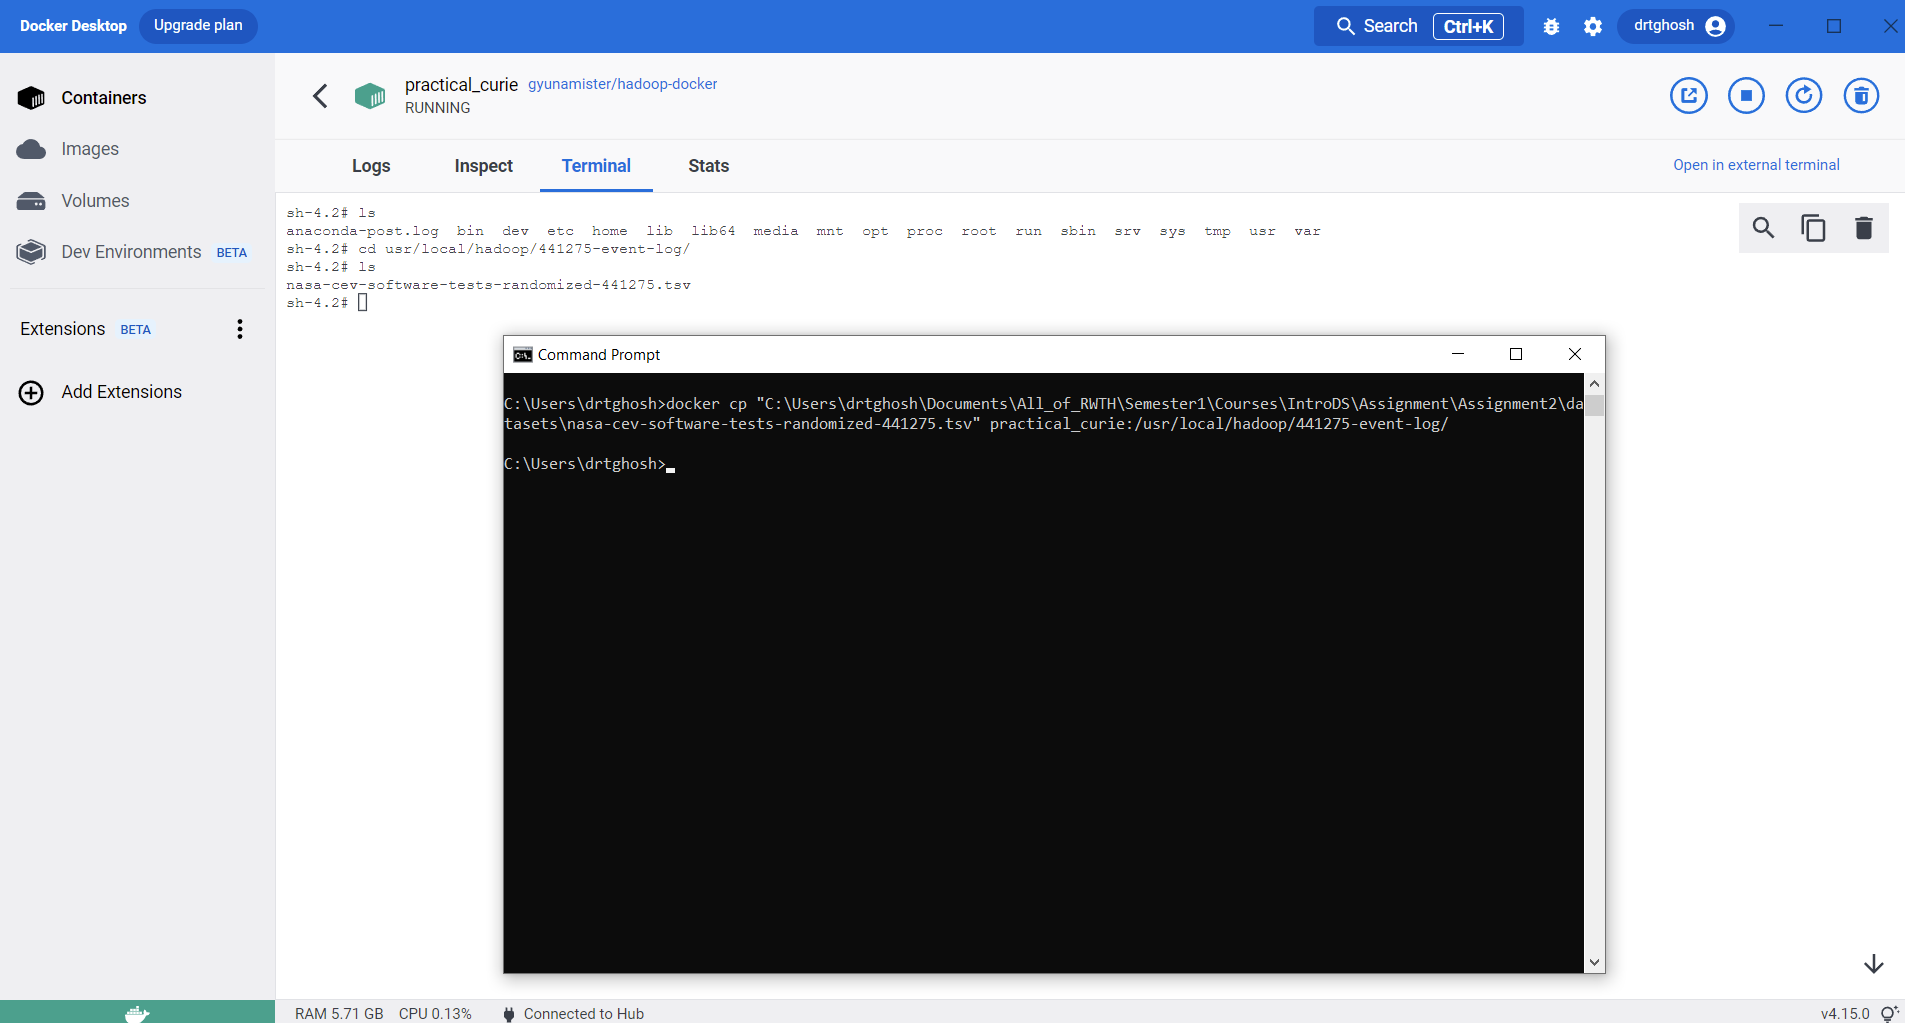 Docker Desktop Upgrade plan Search Ctrl+K drtghosh
Containers
Images
Volumes
Dev Environments BETA
Extensions BETA
Add Extensions
practical_curie gyunamister/hadoop-docker
RUNNING
Logs Inspect Terminal Stats Open in external terminal
sh-4.2# ls
anaconda-post.log bin dev etc home lib lib64 media mnt opt proc root run sbin srv sys tmp usr var
sh-4.2# cd usr/local/hadoop/441275-event-log/
sh-4.2# ls
nasa-cev-software-tests-randomized-441275.tsv
sh-4.2#
Command Prompt
C:\Users\drtghosh>docker cp "C:\Users\drtghosh\Documents\All_of_RWTH\Semester1\Courses\IntroDS\Assignment\Assignment2\da
tasets\nasa-cev-software-tests-randomized-441275.tsv" practical_curie:/usr/local/hadoop/441275-event-log/
C:\Users\drtghosh>
RAM 5.71 GB CPU 0.13% Connected to Hub v4.15.0